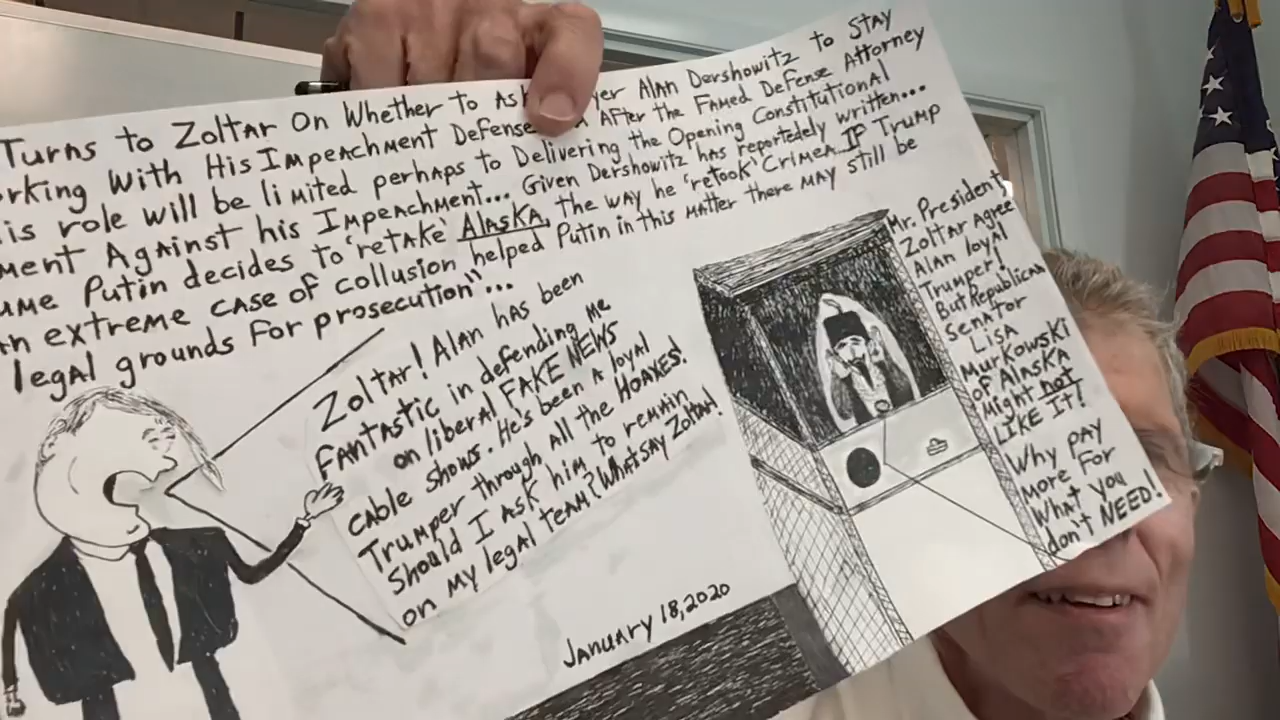 Turns to Zoltar On Whether to Ask yer Alan Dershowitz to Stay
rking With His Impeachment Defense After the Famed Defense Attorney
is role will be limited perhaps to Delivering the Opening Constitutional
ment Against his Impeachment... Given Dershowitz has reportedely written...
ume Putin decides to 'retake' Alaska, the way he 'retook' Crimea. IF Trump
n extreme case of collusion helped Putin in this matter there may still be
legal grounds for prosecution"...
Zoltar! Alan has been
fantastic in defending me
on liberal FAKE NEWS
cable shows. He's been a loyal
Trumper through all the HOAXES!
Should I ask him to remain
on my legal team? What say Zoltar!
Mr. President
Zoltar Agree
Alan loyal
Trumper!
But Republican
Senator
Lisa
Murkowski
of Alaska
Might not
LIKE It!
Why pay
more for
What you
don't NEED!
January 18, 2020